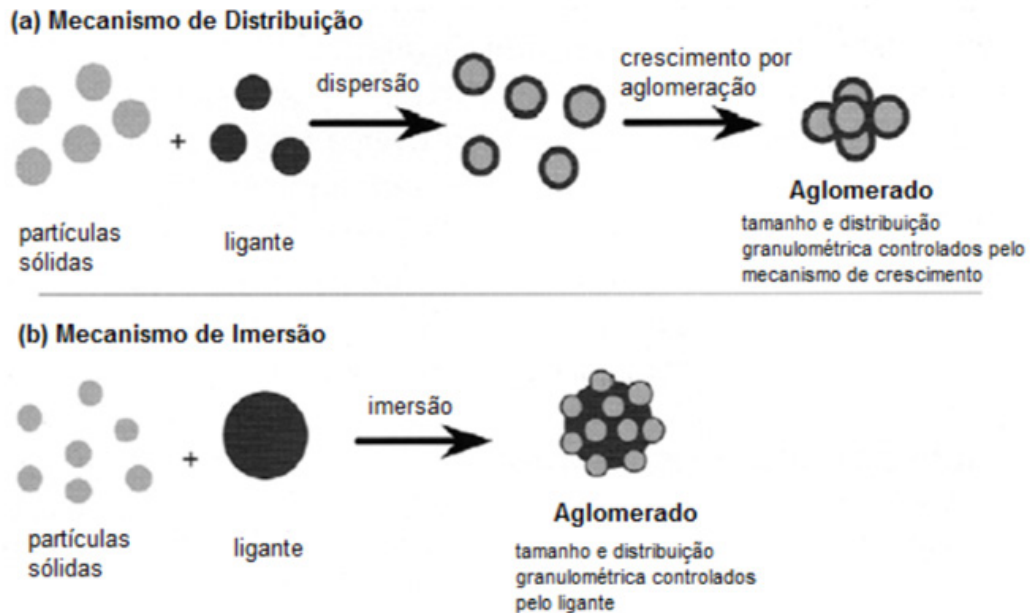 (a) Mecanismo de Distribuição
dispersão
crescimento por
aglomeração
+
partículas
sólidas
ligante
Aglomerado
tamanho e distribuição
granulométrica controlados pelo
mecanismo de crescimento
(b) Mecanismo de Imersão
imersão
+
partículas
sólidas
ligante
Aglomerado
tamanho e distribuição
granulométrica controlados
pelo ligante